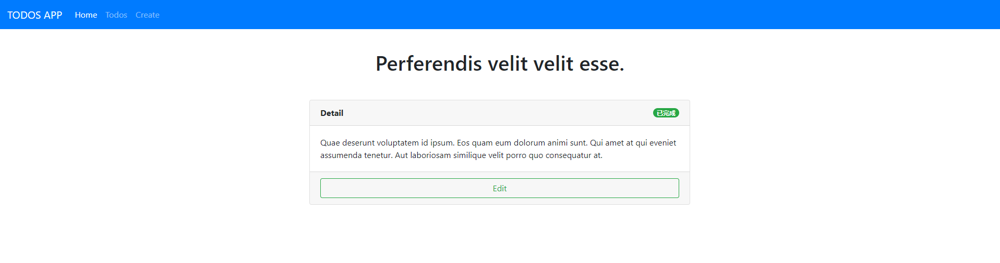 TODOS APP Home Todos Create
Perferendis velit velit esse.
Detail 已完成
Quae deserunt voluptatem id ipsum. Eos quam eum dolorum animi sunt. Qui amet at qui eveniet
assumenda tenetur. Aut laboriosam similique velit porro quo consequatur at.
Edit